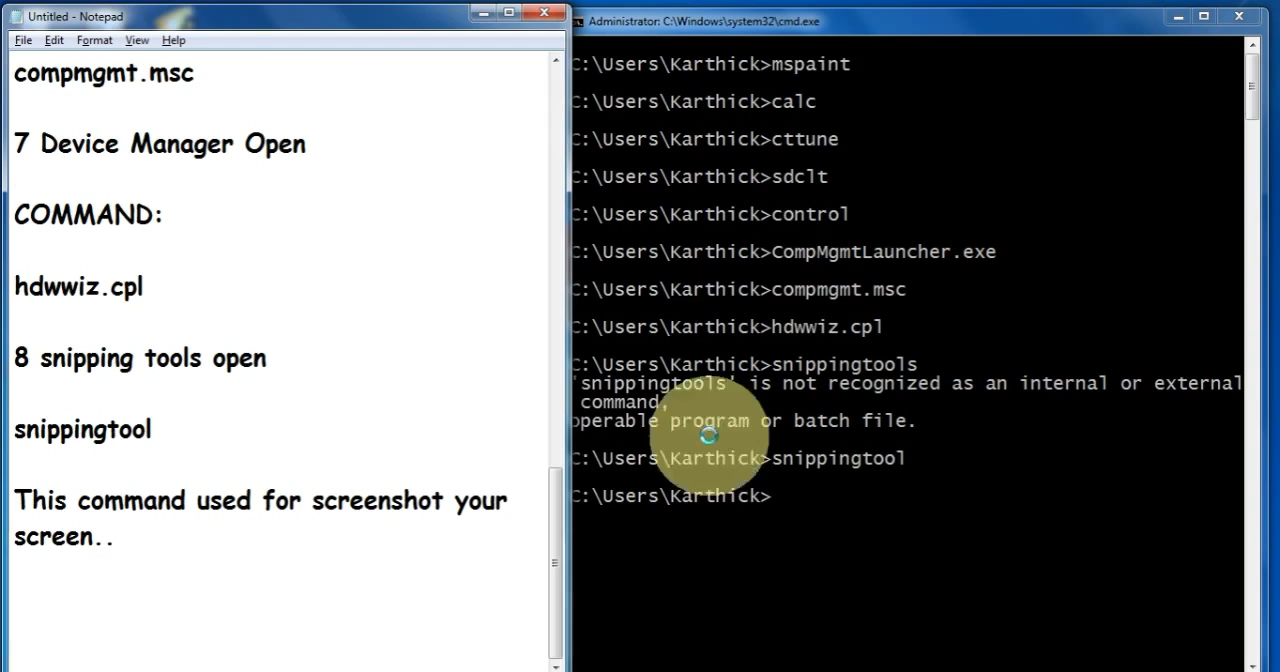 Untitled - Notepad
File Edit Format View Help
compmgmt.msc
7 Device Manager Open
COMMAND:
hdwwiz.cpl
8 snipping tools open
snippingtool
This command used for screenshot your
screen..
Administrator: C:\Windows\system32\cmd.exe
C:\Users\Karthick>mspaint
C:\Users\Karthick>calc
C:\Users\Karthick>cttune
C:\Users\Karthick>sdclt
C:\Users\Karthick>control
C:\Users\Karthick>CompMgmtLauncher.exe
C:\Users\Karthick>compmgmt.msc
C:\Users\Karthick>hdwwiz.cpl
C:\Users\Karthick>snippingtools
'snippingtools' is not recognized as an internal or external
command,
operable program or batch file.
C:\Users\Karthick>snippingtool
C:\Users\Karthick>